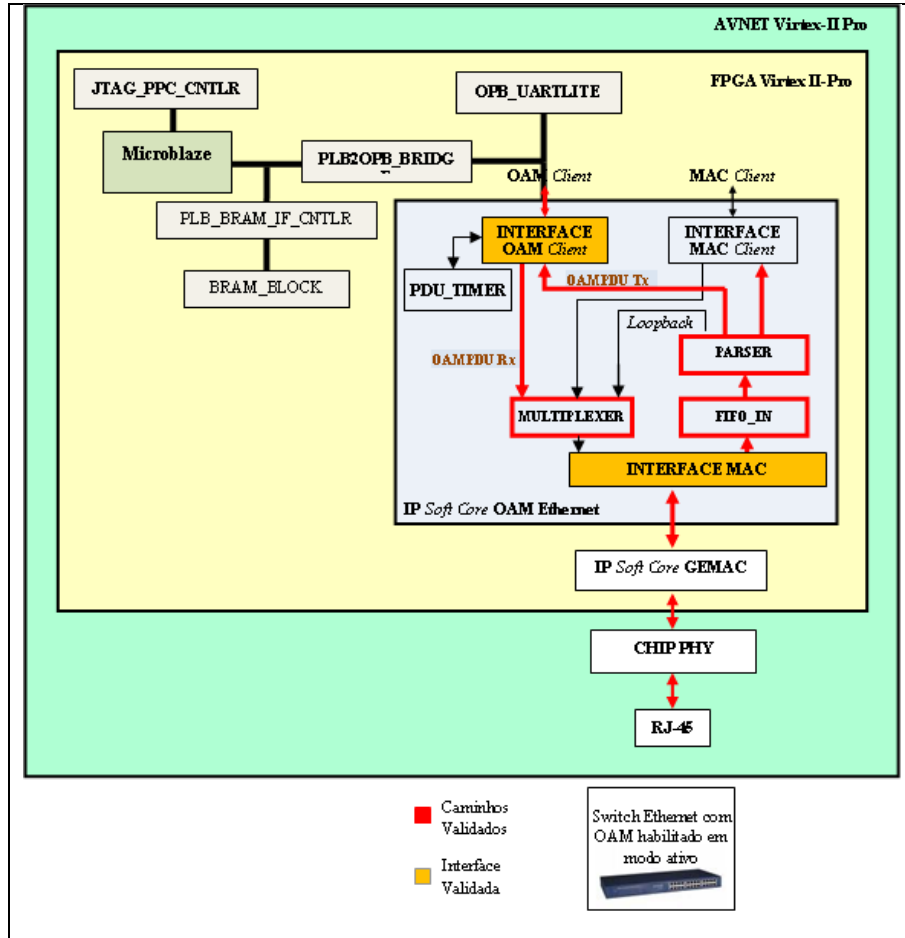 AVNET Virtex-II Pro
FPGA Virtex II-Pro
JTAG_PPC_CNTLR
OPB_UARTLITE
Microblaze
PLB2OPB_BRIDG
OAM Client
MAC Client
PLB_BRAM_IF_CNTLR
BRAM_BLOCK
INTERFACE
OAM Client
INTERFACE
MAC Client
PDU_TIMER
OAMPDU Tx
Loopback
OAMPDU Rx
PARSER
MULTIPLEXER
FIFO_IN
INTERFACE MAC
IP Soft Core OAM Ethernet
IP Soft Core GEMAC
CHIP PHY
RJ-45
Caminhos
Validados
Interface
Validada
Switch Ethernet com
OAM habilitado em
modo ativo